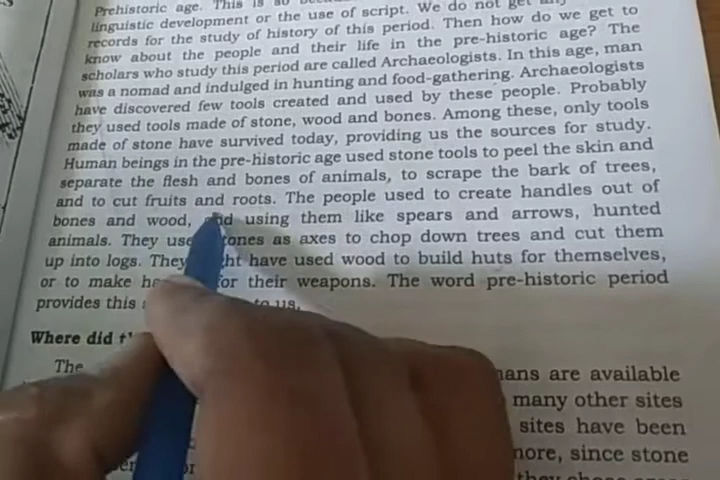 Prehistoric age. This is
linguistic development or the use of script. We do not get
records for the study of history of this period. Then how do we get to
know about the people and their life in the pre-historic age? The
scholars who study this period are called Archaeologists. In this age, man
was a nomad and indulged in hunting and food-gathering. Archaeologists
have discovered few tools created and used by these people. Probably
they used tools made of stone, wood and bones. Among these, only tools
made of stone have survived today, providing us the sources for study.
Human beings in the pre-historic age used stone tools to peel the skin and
separate the flesh and bones of animals, to scrape the bark of trees,
and to cut fruits and roots. The people used to create handles out of
bones and wood, and using them like spears and arrows, hunted
animals. They use tones as axes to chop down trees and cut them
up into logs. They ht have used wood to build huts for themselves,
or to make ha for their weapons. The word pre-historic period
provides this to us.
Where did t
The ans are available
many other sites
sites have been
more, since stone
they chose